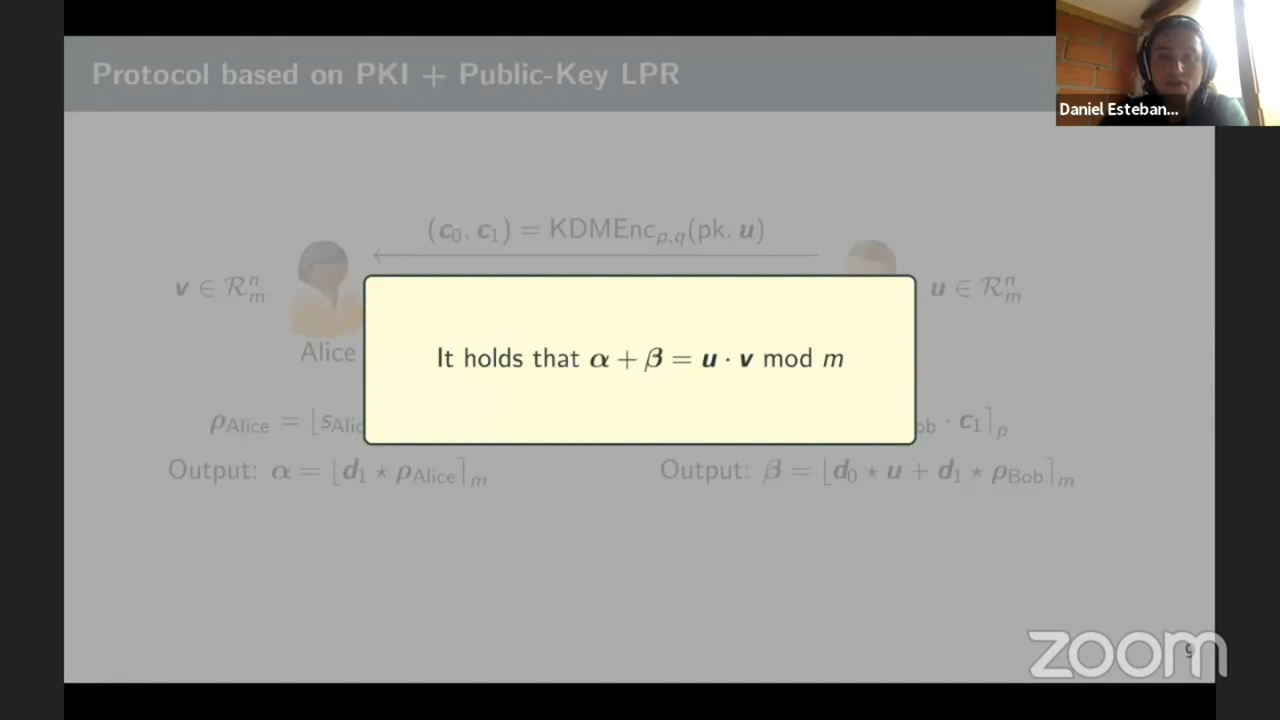 Protocol based on PKI + Public-Key LPR
Daniel Esteban...
(c₀, c₁) = KDMEnc_{p,q}(pk, u)
v ∈ R_m^n
u ∈ R_m^n
It holds that α + β = u · v mod m
Alice
ρ_Alice = ⌊s_Alic
ob · c₁⌉_p
Output: α = ⌊d₁ ⋆ ρ_Alice⌉_m
Output: β = ⌊d₀ ⋆ u + d₁ ⋆ ρ_Bob⌉_m
zoom
9